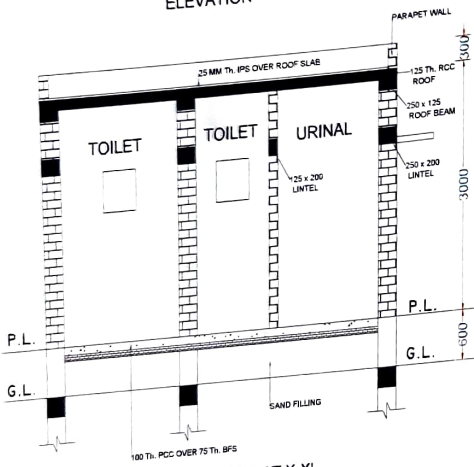 ELEVATION
PARAPET WALL
300
25 MM Th. IPS OVER ROOF SLAB
125 Th. RCC
ROOF
250 x 125
ROOF BEAM
TOILET
TOILET
URINAL
125 x 200
LINTEL
250 x 200
LINTEL
3000
P.L.
P.L.
600
G.L.
G.L.
SAND FILLING
100 Th. PCC OVER 75 Th. BFS